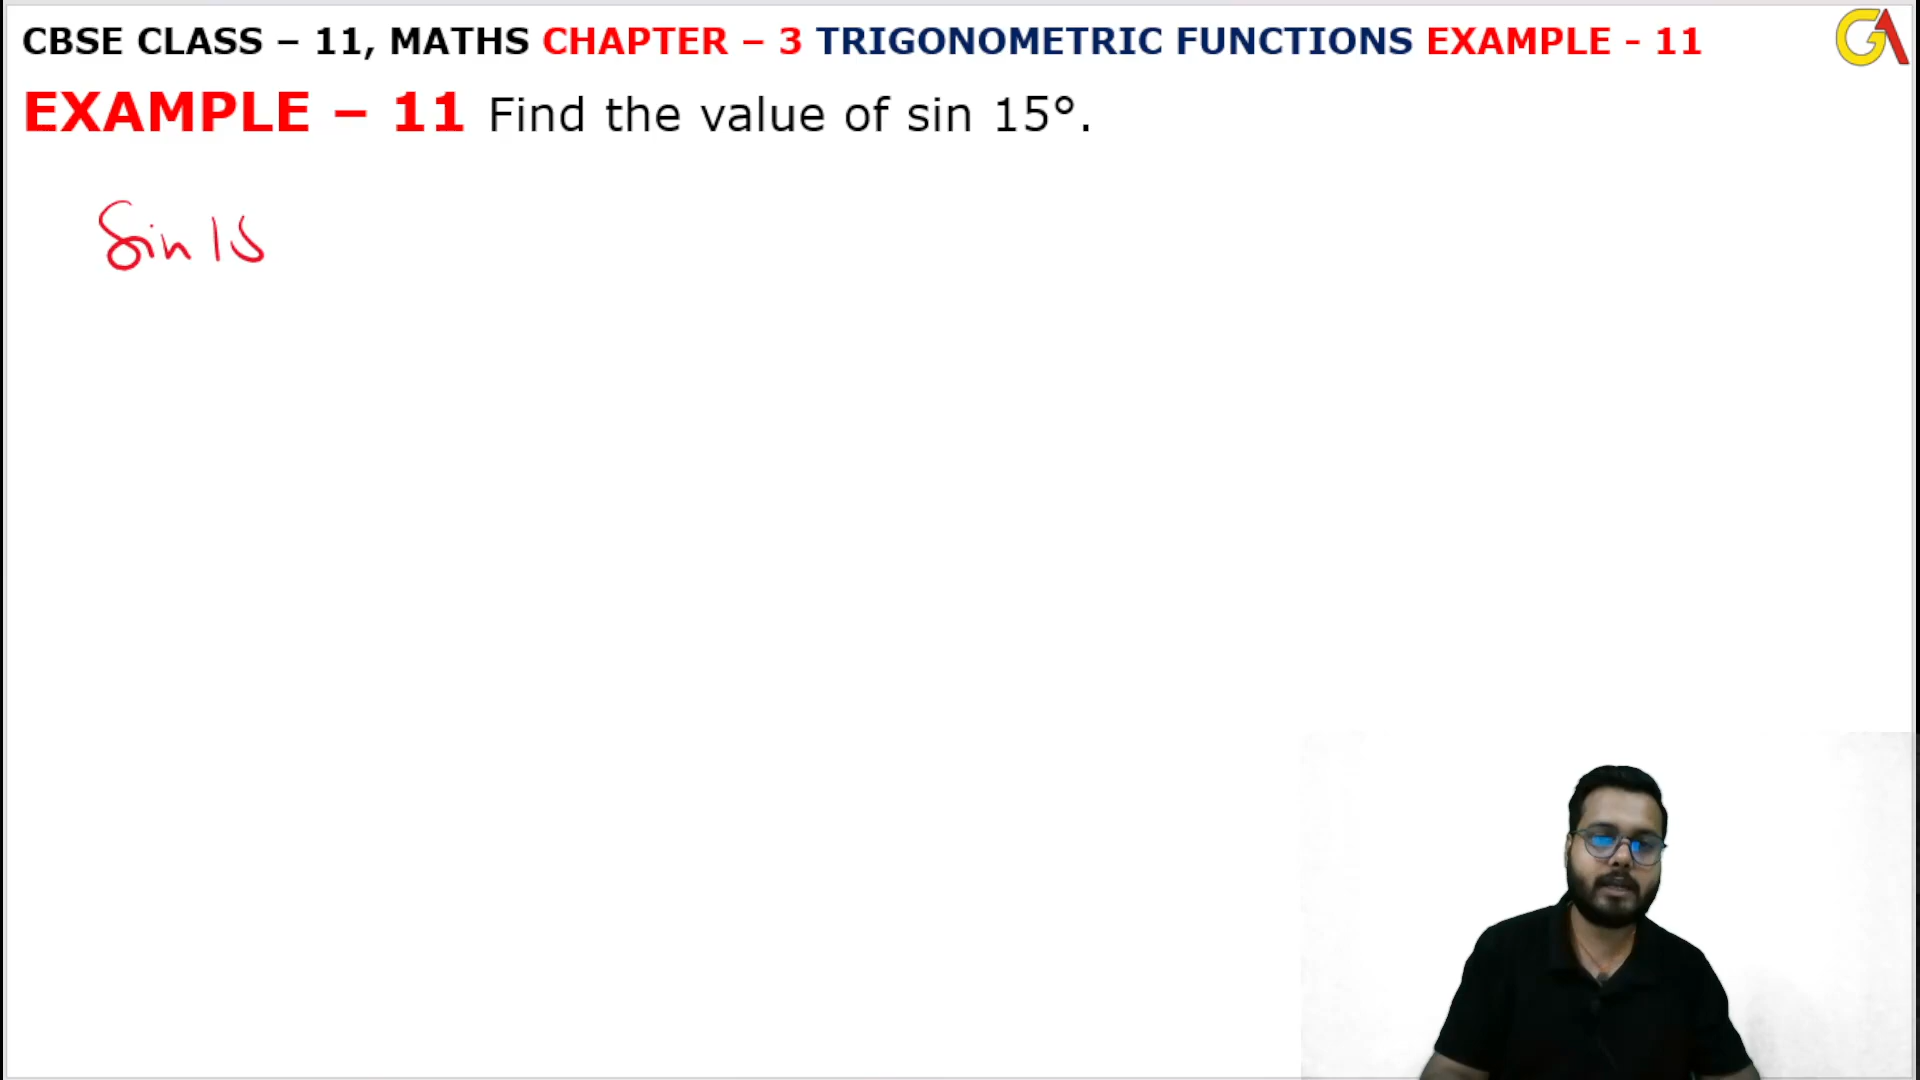 CBSE CLASS – 11, MATHS CHAPTER – 3 TRIGONOMETRIC FUNCTIONS EXAMPLE - 11
GA
EXAMPLE – 11 Find the value of sin 15°.
Sin 15